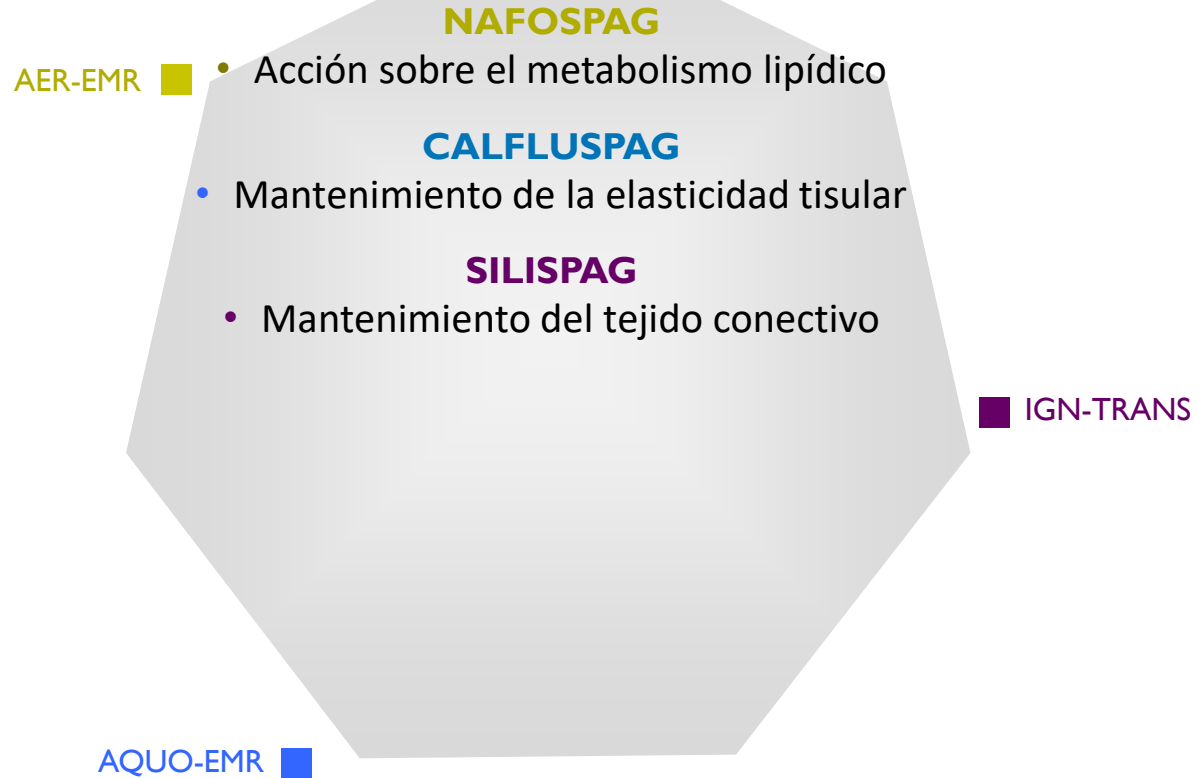 NAFOSPAG
AER-EMR
• Acción sobre el metabolismo lipídico
CALFLUSPAG
• Mantenimiento de la elasticidad tisular
SILISPAG
• Mantenimiento del tejido conectivo
IGN-TRANS
AQUO-EMR